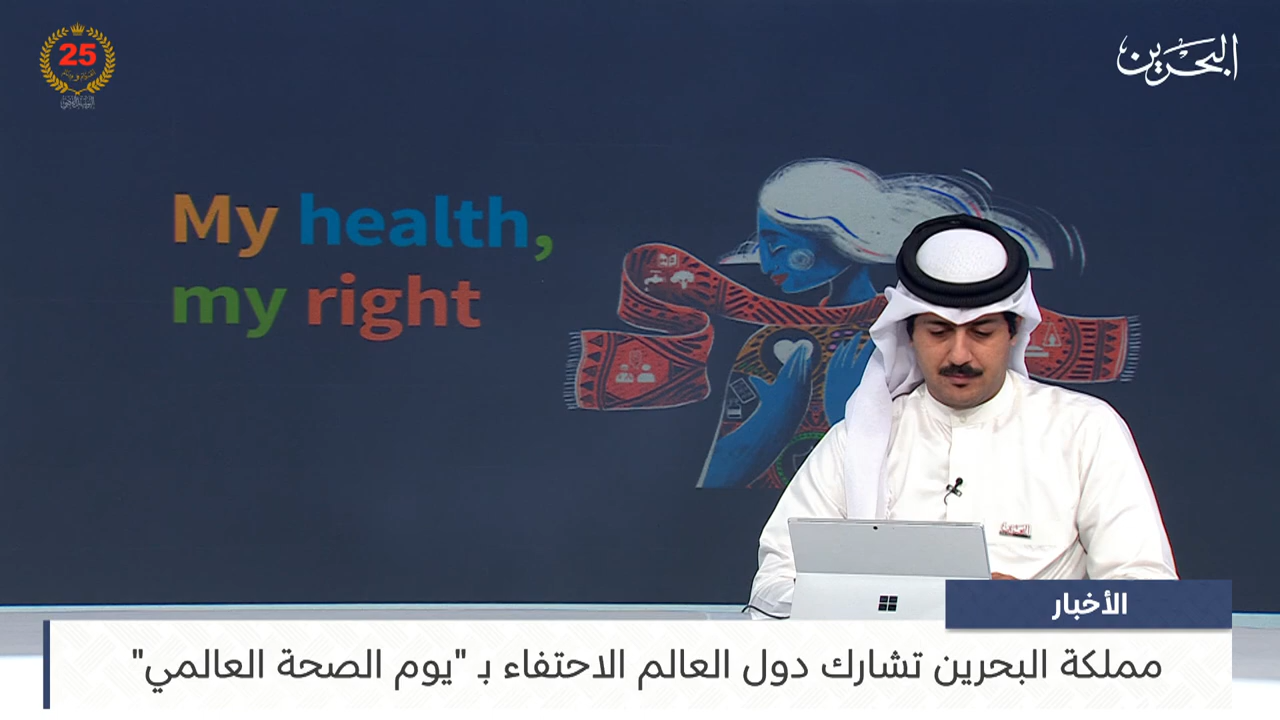 25
البحرين
My health,
my right
الأخبار
مملكة البحرين تشارك دول العالم الاحتفاء بـ "يوم الصحة العالمي"